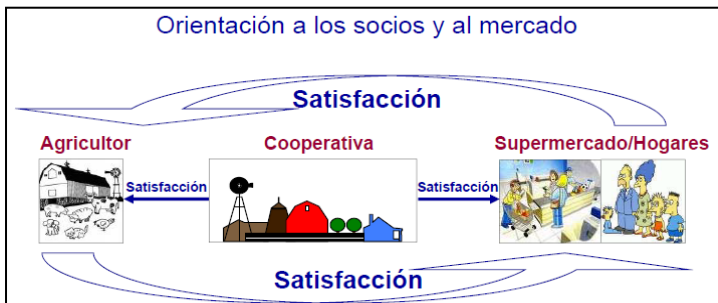 Orientación a los socios y al mercado
Satisfacción
Agricultor
Cooperativa
Supermercado/Hogares
Satisfacción
Satisfacción
Satisfacción